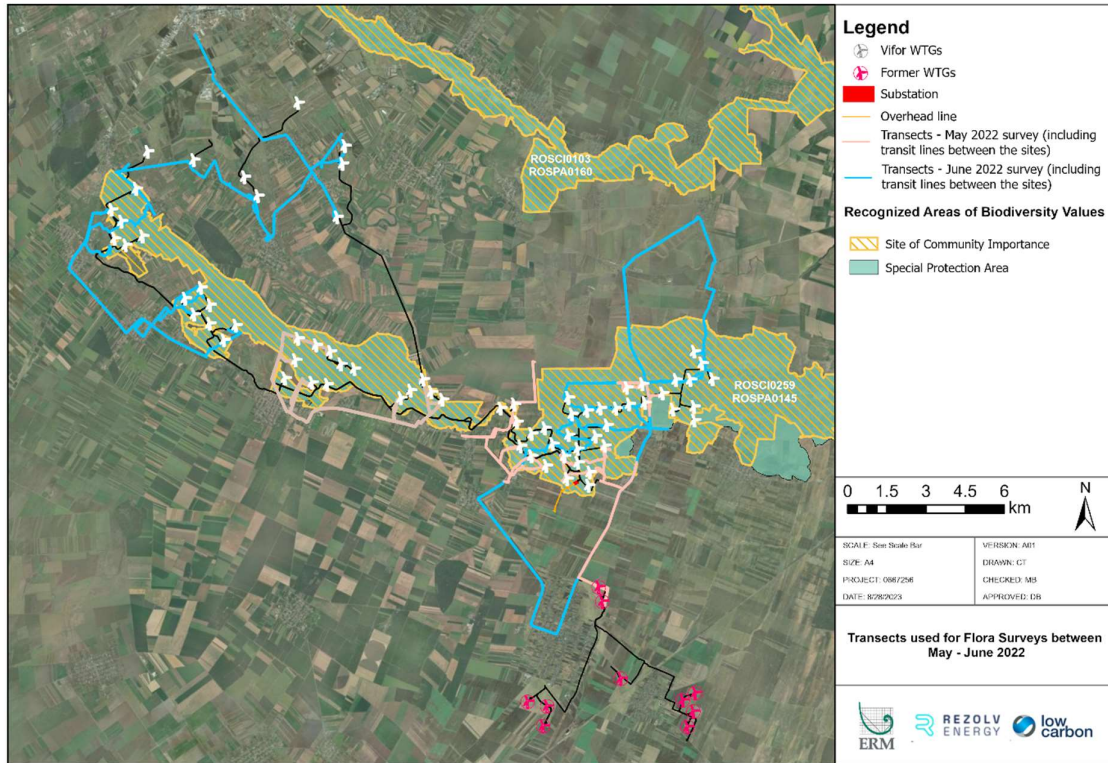 ROSCI0103
ROSPA0160
ROSCI0259
ROSPA0145
Legend
Vifor WTGs
Former WTGs
Substation
Overhead line
Transects - May 2022 survey (including
transit lines between the sites)
Transects - June 2022 survey (including
transit lines between the sites)
Recognized Areas of Biodiversity Values
Site of Community Importance
Special Protection Area
0 1.5 3 4.5 6
km
N
SCALE: See Scale Bar
VERSION: A01
SIZE: A4
DRAWN: CT
PROJECT: 0667256
CHECKED: MB
DATE: 8/28/2023
APPROVED: DB
Transects used for Flora Surveys between
May - June 2022
ERM
REZOLV
ENERGY
low
carbon